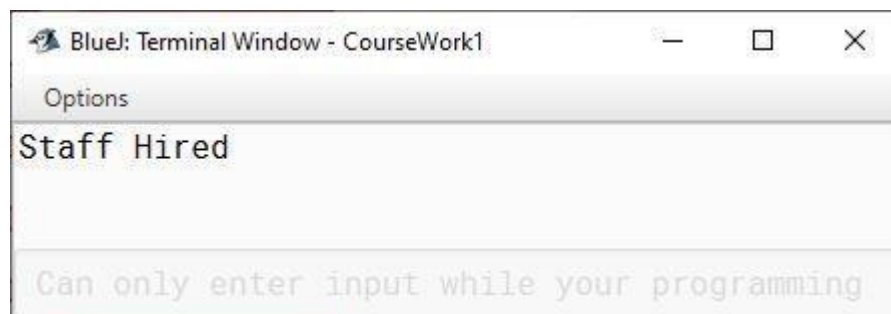 BlueJ: Terminal Window - CourseWork1
Options
Staff Hired
Can only enter input while your programming